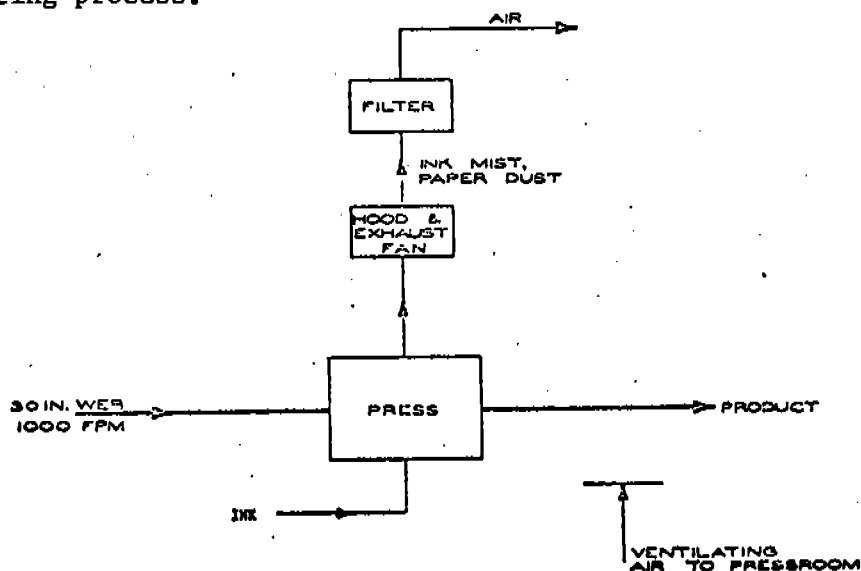 ing process.
AIR
FILTER
INK MIST,
PAPER DUST
HOOD &
EXHAUST
FAN
30 IN. WEB
1000 FPM
PRESS
PRODUCT
INK
VENTILATING
AIR TO PRESSROOM